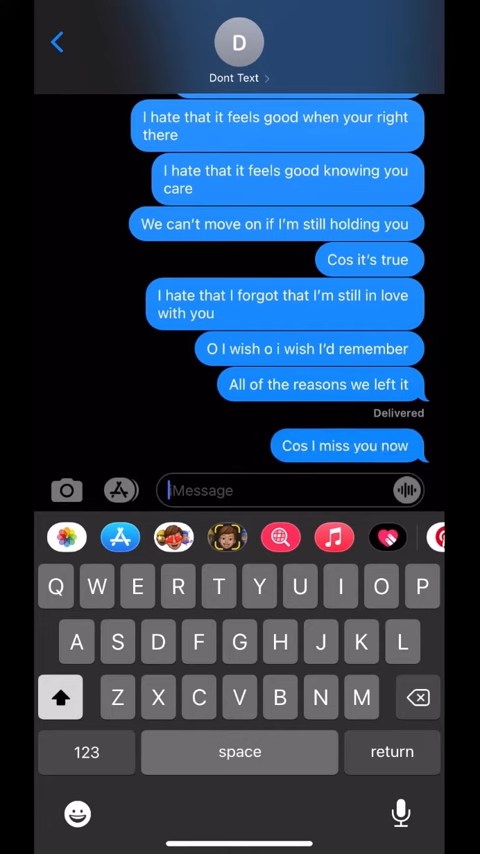 D
Dont Text
I hate that it feels good when your right
there
I hate that it feels good knowing you
care
We can’t move on if I’m still holding you
Cos it’s true
I hate that I forgot that I’m still in love
with you
O I wish o i wish I’d remember
All of the reasons we left it
Delivered
Cos I miss you now
iMessage
Q W E R T Y U I O P
A S D F G H J K L
Z X C V B N M
123 space return